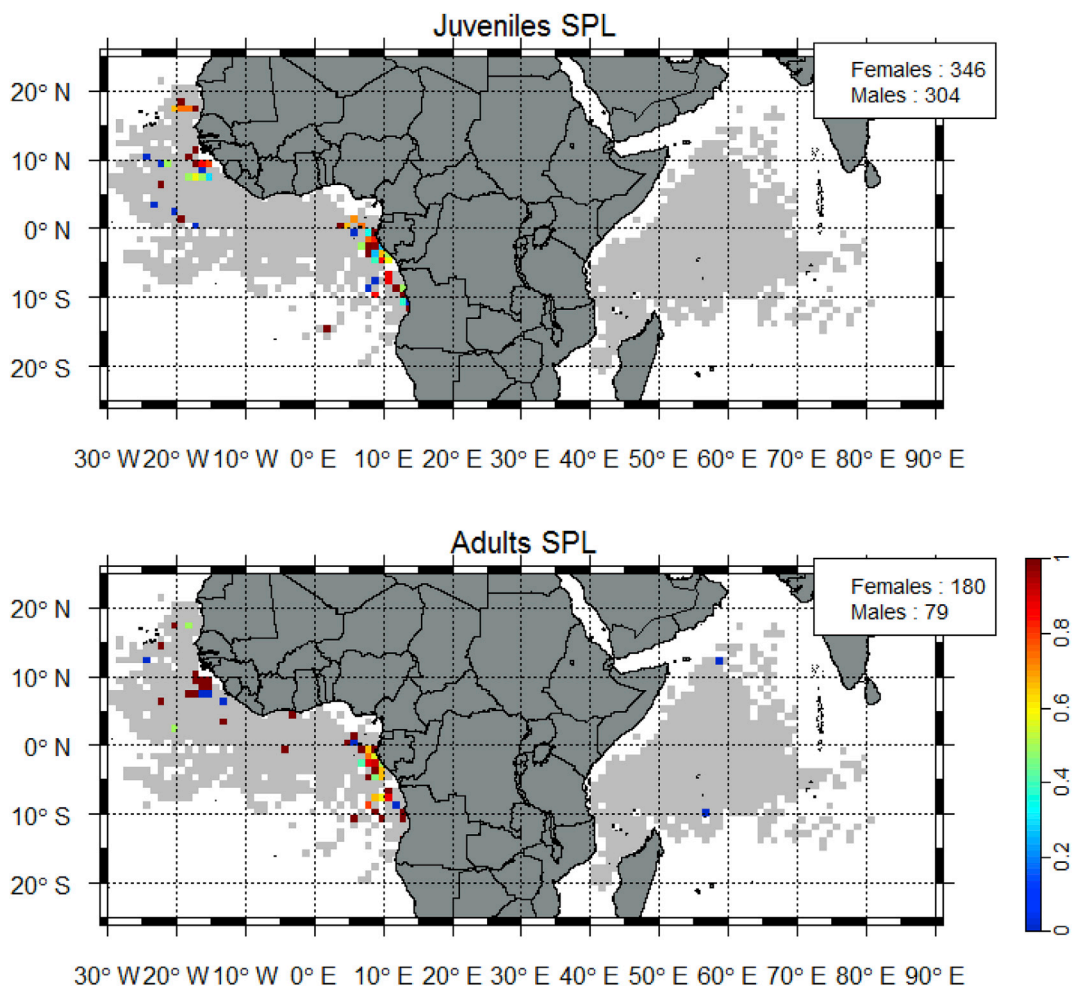 Juveniles SPL
Females : 346
Males : 304
20° N
10° N
0° N
10° S
20° S
30° W 20° W 10° W 0° E 10° E 20° E 30° E 40° E 50° E 60° E 70° E 80° E 90° E
Adults SPL
Females : 180
Males : 79
20° N
10° N
0° N
10° S
20° S
30° W 20° W 10° W 0° E 10° E 20° E 30° E 40° E 50° E 60° E 70° E 80° E 90° E
0 0.2 0.4 0.6 0.8 1